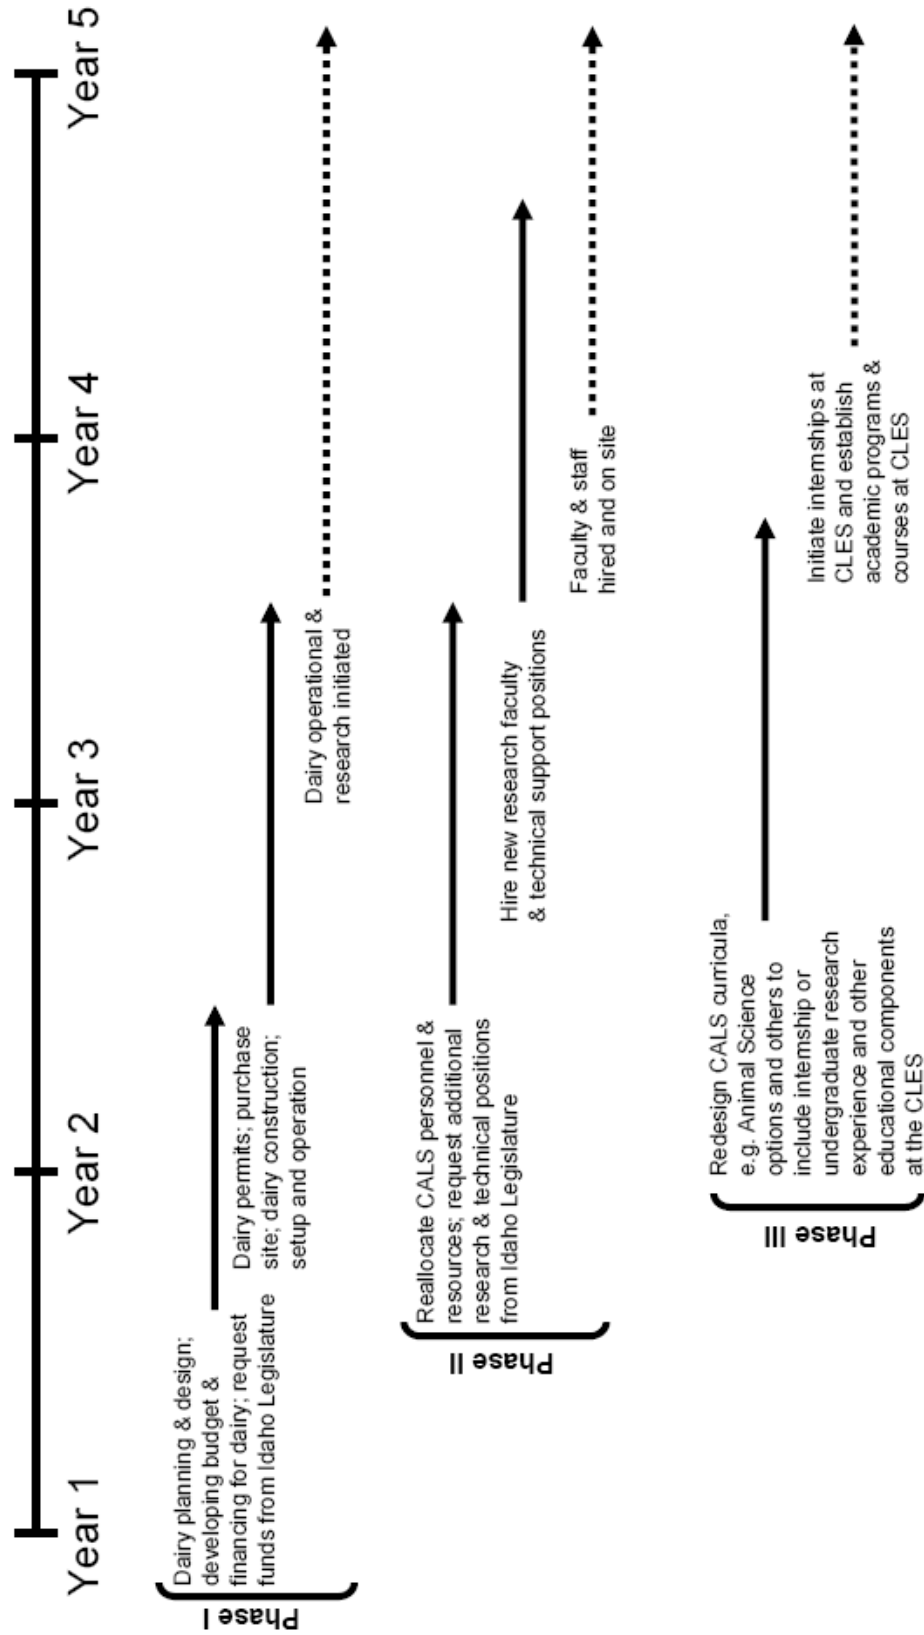 Year 1
Year 2
Year 3
Year 4
Year 5
Phase I
Dairy planning & design;
developing budget &
financing for dairy; request
funds from Idaho Legislature
Dairy permits; purchase
site; dairy construction;
setup and operation
Dairy operational &
research initiated
Phase II
Reallocate CALS personnel &
resources; request additional
research & technical positions
from Idaho Legislature
Hire new research faculty
& technical support positions
Faculty & staff
hired and on site
Phase III
Redesign CALS curricula,
e.g. Animal Science
options and others to
include internship or
undergraduate research
experience and other
educational components
at the CLES
Initiate internships at
CLES and establish
academic programs &
courses at CLES